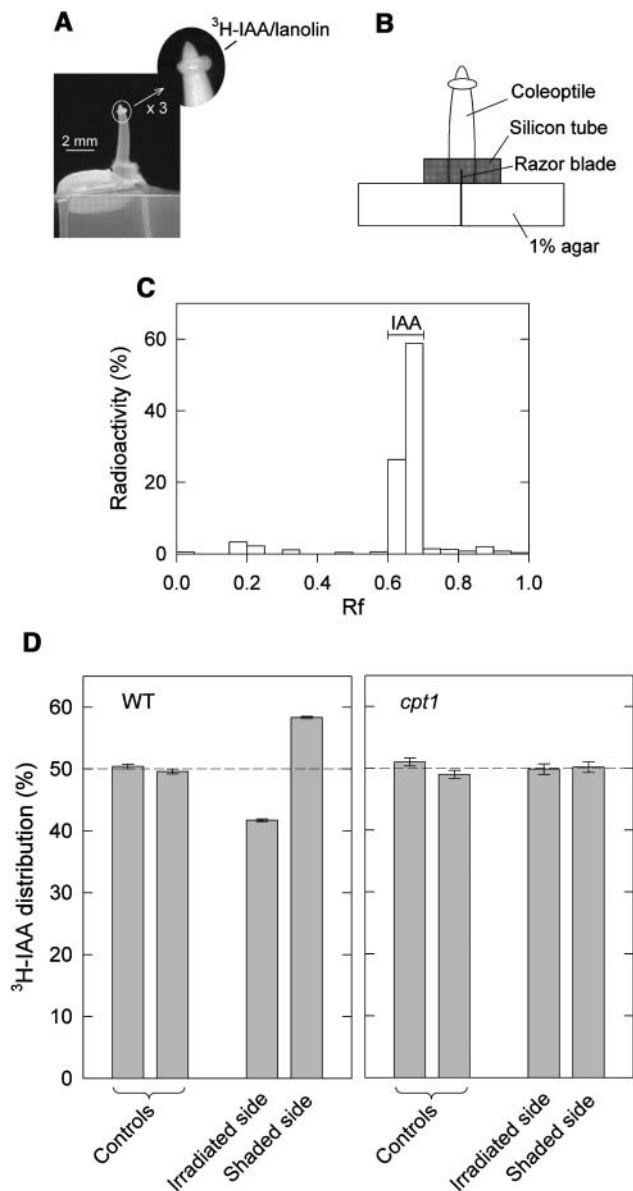 A
³H-IAA/lanolin
x 3
2 mm
B
Coleoptile
Silicon tube
Razor blade
1% agar
C
IAA
Radioactivity (%)
60
40
20
0
0.0 0.2 0.4 0.6 0.8 1.0
Rf
D
WT
cpt1
³H-IAA distribution (%)
60
50
40
30
20
10
0
Controls
Irradiated side
Shaded side
Controls
Irradiated side
Shaded side